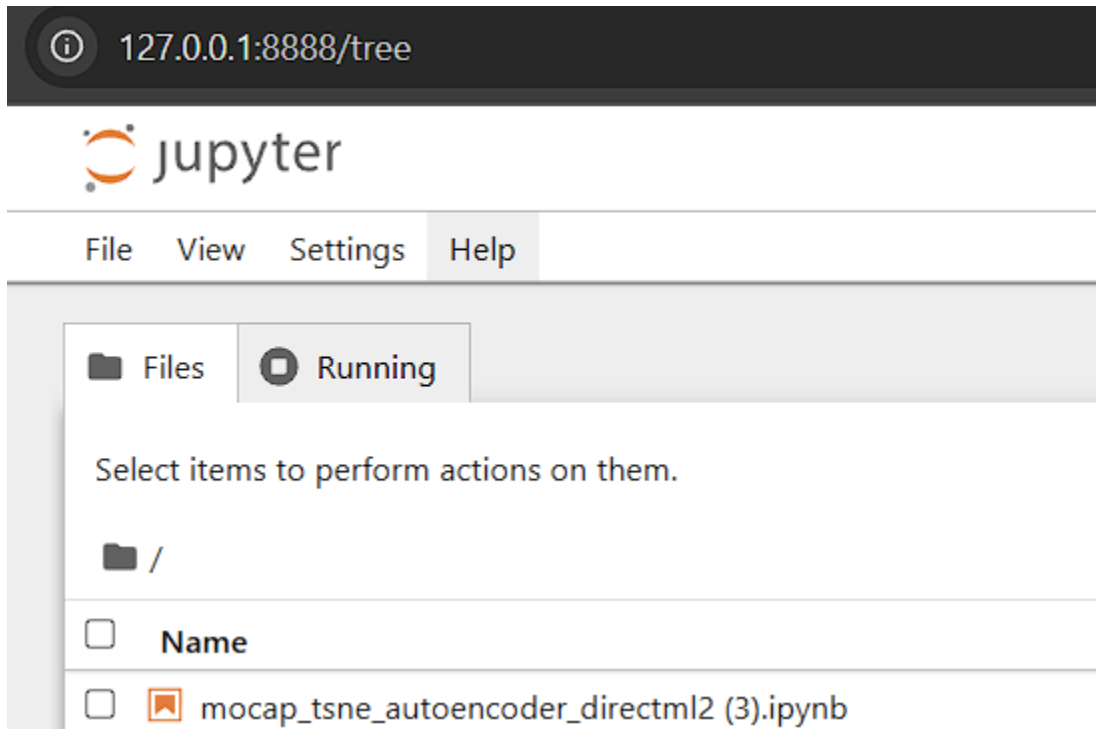 127.0.0.1:8888/tree
jupyter
File View Settings Help
Files Running
Select items to perform actions on them.
/
Name
mocap_tsne_autoencoder_directml2 (3).ipynb